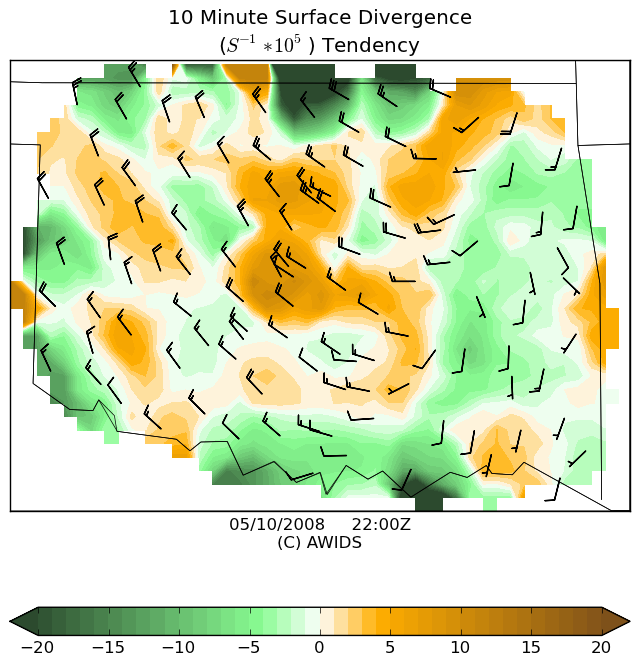 10 Minute Surface Divergence
(S⁻¹ * 10⁵ ) Tendency
05/10/2008 22:00Z
(C) AWIDS
−20 −15 −10 −5 0 5 10 15 20